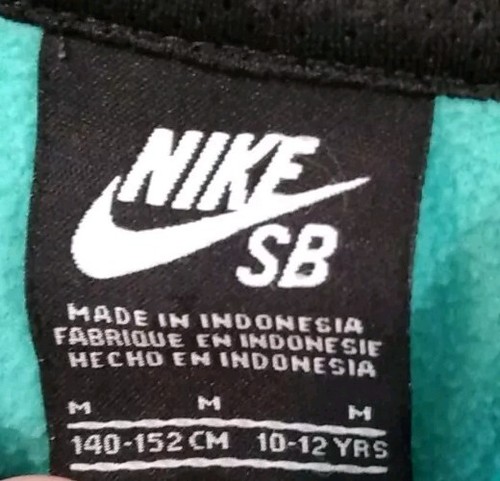 NIKE
SB
MADE IN INDONESIA
FABRIQUE EN INDONESIE
HECHO EN INDONESIA
M M M
140-152 CM 10-12 YRS